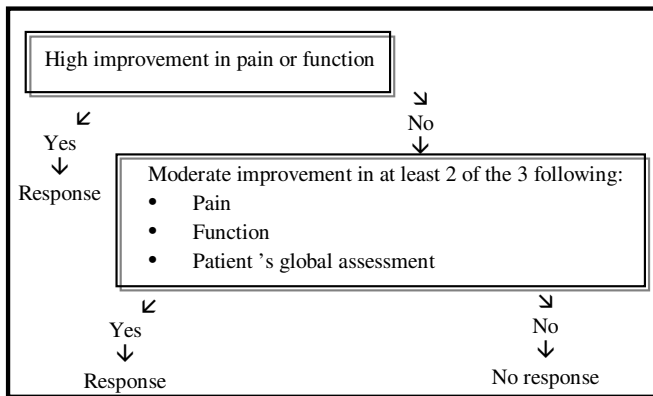 High improvement in pain or function
Yes
No
Response
Moderate improvement in at least 2 of the 3 following:
• Pain
• Function
• Patient 's global assessment
Yes
No
Response
No response